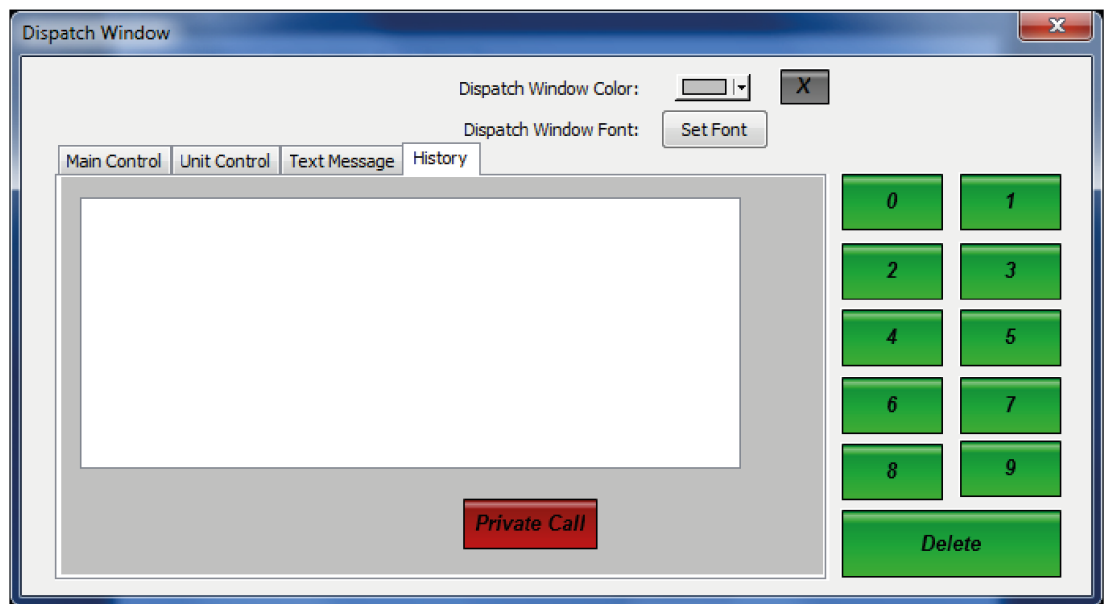 Dispatch Window
X
Dispatch Window Color:
X
Dispatch Window Font:
Set Font
Main Control
Unit Control
Text Message
History
0
1
2
3
4
5
6
7
8
9
Private Call
Delete